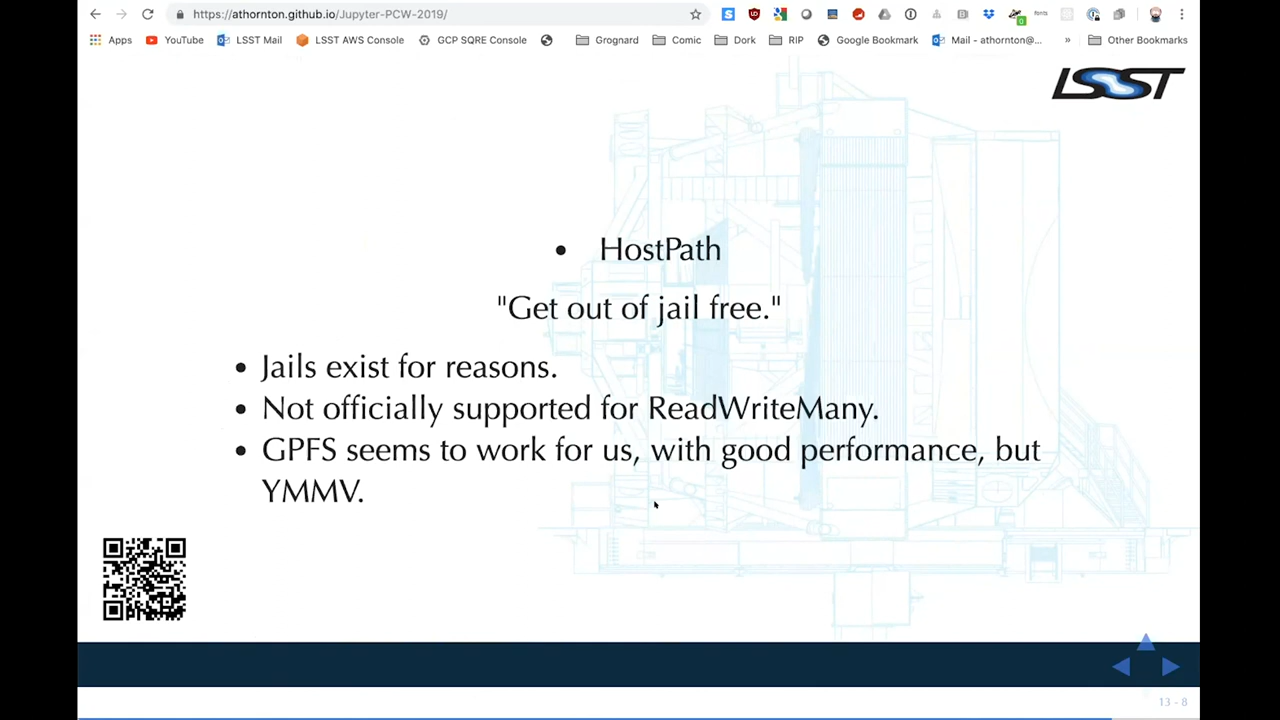 https://athornton.github.io/Jupyter-PCW-2019/
Apps YouTube LSST Mail LSST AWS Console GCP SQRE Console Grognard Comic Dork RIP Google Bookmark Mail - athornton@... » Other Bookmarks
LSST
• HostPath
"Get out of jail free."
• Jails exist for reasons.
• Not officially supported for ReadWriteMany.
• GPFS seems to work for us, with good performance, but
YMMV.
13 - 8